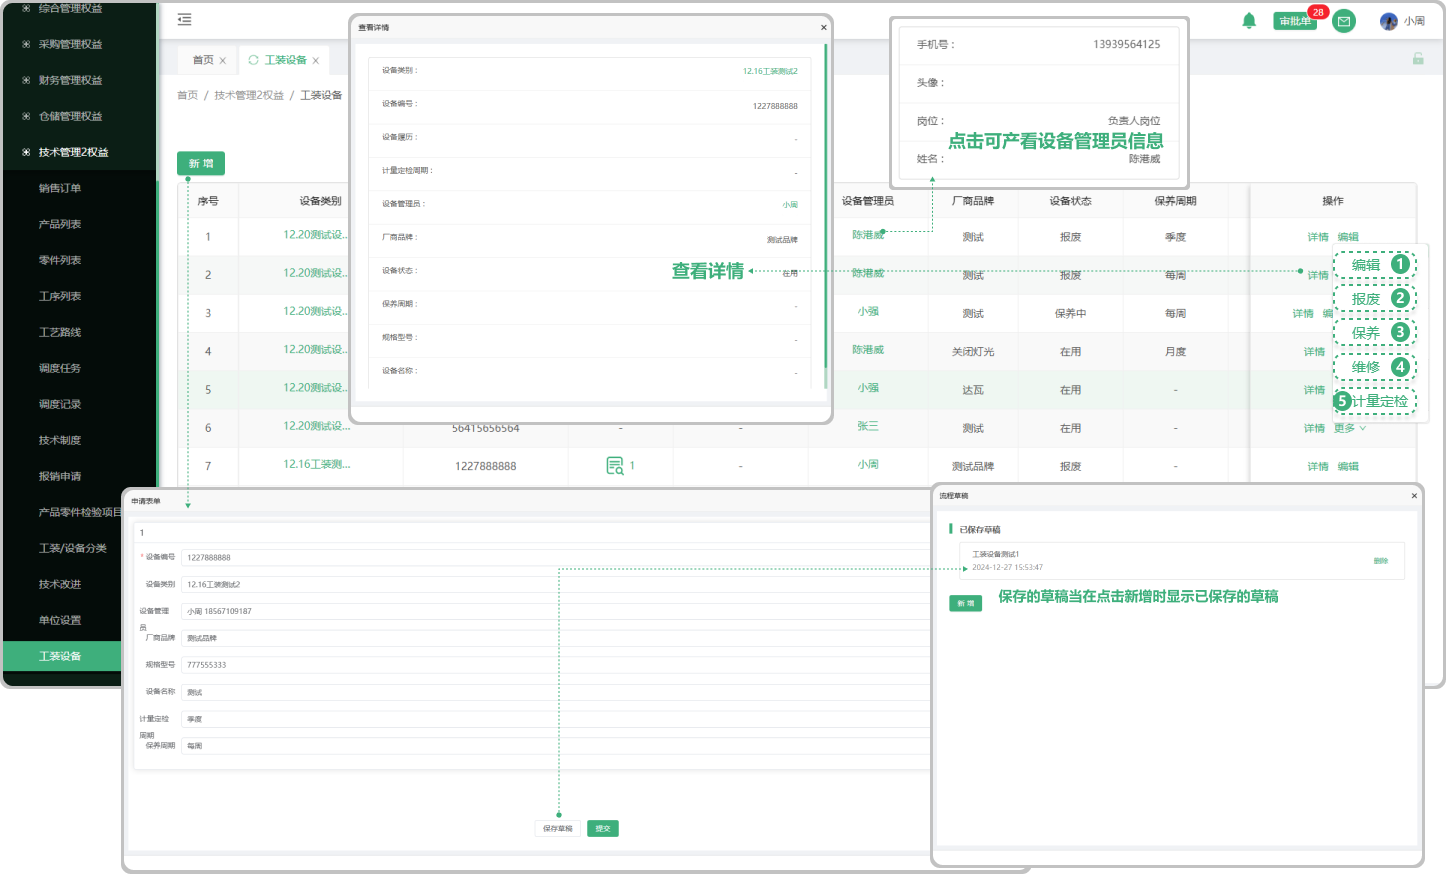 综合管理权益
采购管理权益
财务管理权益
仓储管理权益
技术管理2权益
销售订单
产品列表
零件列表
工序列表
工艺路线
调度任务
调度记录
技术制度
报销申请
产品零件检验项目
工装/设备分类
技术改进
单位设置
工装设备
审批单
28
小周
首页 ×
工装设备 ×
首页 / 技术管理2权益 / 工装设备
新 增
序号 设备类别 设备管理员 厂商品牌 设备状态 保养周期 操作
1 12.20测试设... 陈港威 测试 报废 季度 详情 编辑
2 12.20测试设... 陈港威 测试 报废 每周 详情
3 12.20测试设... 小强 测试 保养中 每周 详情 编
4 12.20测试设... 陈港威 关闭灯光 在用 月度 详情
5 12.20测试设... 小强 达瓦 在用 - 详情
6 12.20测试设... 56415656564 - - 张三 测试 在用 - 详情 更多
7 12.16工装测... 1227888888 1 - 小周 测试品牌 报废 - 详情 编辑
编辑 1
报废 2
保养 3
维修 4
5 计量定检
查看详情 ×
设备类别： 12.16工装测试2
设备编号： 1227888888
设备履历： -
计量定检周期： -
设备管理员： 小周
厂商品牌： 测试品牌
设备状态： 在用
保养周期： -
规格型号： -
设备名称： -
查看详情
手机号： 13939564125
头像：
岗位： 负责人岗位
点击可产看设备管理员信息
姓名： 陈港威
申请表单
1
* 设备编号 1227888888
设备类别 12.16工装测试2
设备管理员 小周 18567109187
厂商品牌 测试品牌
规格型号 777555333
设备名称 测试
计量定检周期 季度
保养周期 每周
保存草稿 提交
流程草稿 ×
已保存草稿
工装设备测试1
2024-12-27 15:53:47
删除
新 增
保存的草稿当在点击新增时显示已保存的草稿